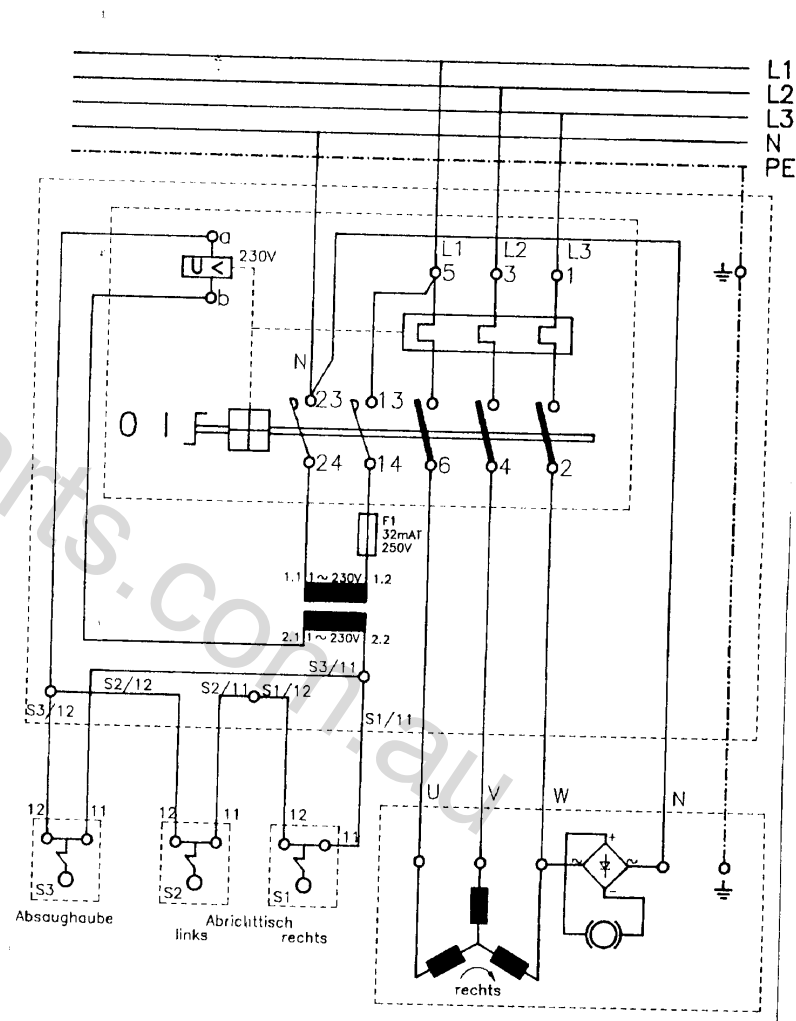 L1
L2
L3
N
PE
a
230V
U <
b
L1
L2
L3
5
3
1
N
23
13
0 I
24
14
6
4
2
F1
32mAT
250V
1.1
1 ~ 230V
1.2
2.1
1 ~ 230V
2.2
S3/11
S2/12
S2/11
S1/12
S3/12
S1/11
U
V
W
N
12
11
12
11
12
11
+
~
~
-
S3
S2
S1
Absaughaube
Abrichttisch
links
rechts
rechts
arts.com.au